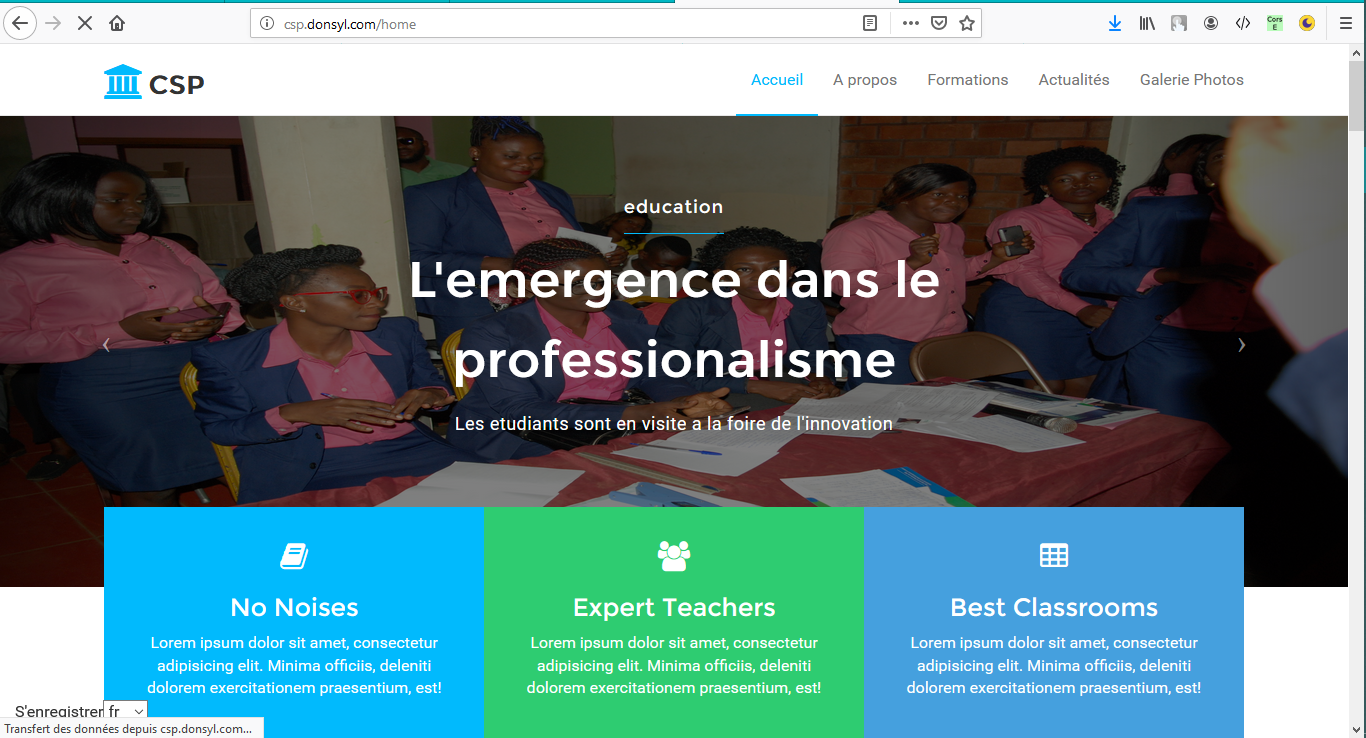 csp.donsyl.com/home
Cors
E
CSP
Accueil
A propos
Formations
Actualités
Galerie Photos
education
L'emergence dans le
professionalisme
Les etudiants sont en visite a la foire de l'innovation
No Noises
Lorem ipsum dolor sit amet, consectetur
adipisicing elit. Minima officiis, deleniti
dolorem exercitationem praesentium, est!
Expert Teachers
Lorem ipsum dolor sit amet, consectetur
adipisicing elit. Minima officiis, deleniti
dolorem exercitationem praesentium, est!
Best Classrooms
Lorem ipsum dolor sit amet, consectetur
adipisicing elit. Minima officiis, deleniti
dolorem exercitationem praesentium, est!
S'enregistrer fr
Transfert des données depuis csp.donsyl.com...